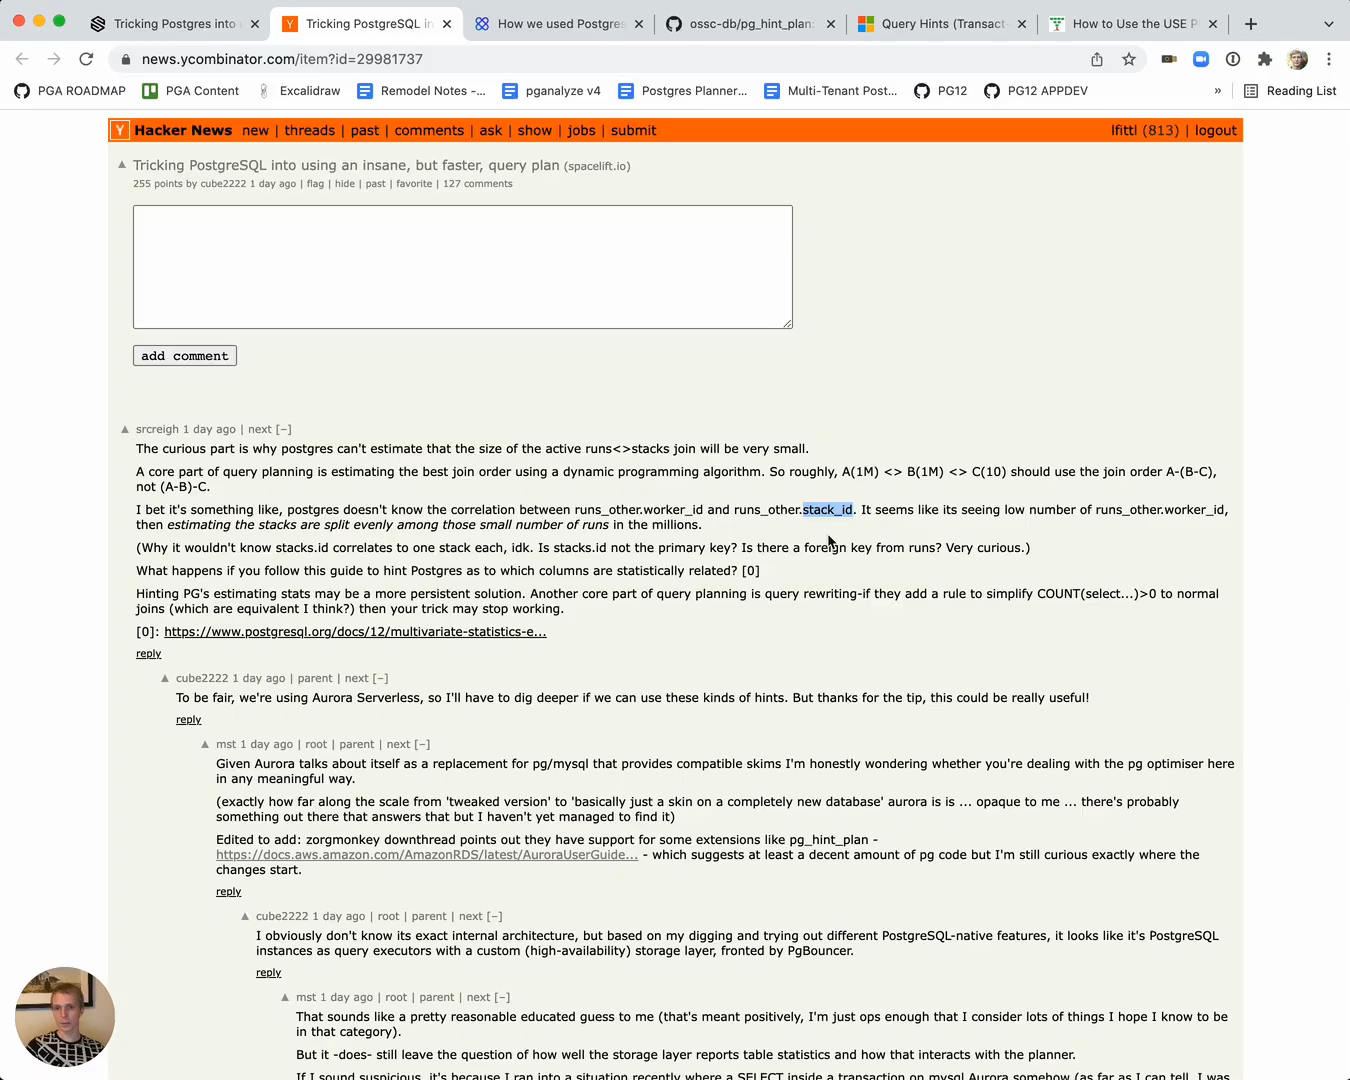 Tricking Postgres into
Tricking PostgreSQL in
How we used Postgres
ossc-db/pg_hint_plan:
Query Hints (Transact-
How to Use the USE P
news.ycombinator.com/item?id=29981737
PGA ROADMAP
PGA Content
Excalidraw
Remodel Notes -...
pganalyze v4
Postgres Planner...
Multi-Tenant Post...
PG12
PG12 APPDEV
»
Reading List
Y Hacker News new | threads | past | comments | ask | show | jobs | submit lfittl (813) | logout
Tricking PostgreSQL into using an insane, but faster, query plan (spacelift.io)
255 points by cube2222 1 day ago | flag | hide | past | favorite | 127 comments
add comment
srcreigh 1 day ago | next [–]
The curious part is why postgres can't estimate that the size of the active runs<>stacks join will be very small.
A core part of query planning is estimating the best join order using a dynamic programming algorithm. So roughly, A(1M) <> B(1M) <> C(10) should use the join order A-(B-C),
not (A-B)-C.
I bet it's something like, postgres doesn't know the correlation between runs_other.worker_id and runs_other.stack_id. It seems like its seeing low number of runs_other.worker_id,
then estimating the stacks are split evenly among those small number of runs in the millions.
(Why it wouldn't know stacks.id correlates to one stack each, idk. Is stacks.id not the primary key? Is there a foreign key from runs? Very curious.)
What happens if you follow this guide to hint Postgres as to which columns are statistically related? [0]
Hinting PG's estimating stats may be a more persistent solution. Another core part of query planning is query rewriting-if they add a rule to simplify COUNT(select...)>0 to normal
joins (which are equivalent I think?) then your trick may stop working.
[0]: https://www.postgresql.org/docs/12/multivariate-statistics-e...
reply
cube2222 1 day ago | parent | next [–]
To be fair, we're using Aurora Serverless, so I'll have to dig deeper if we can use these kinds of hints. But thanks for the tip, this could be really useful!
reply
mst 1 day ago | root | parent | next [–]
Given Aurora talks about itself as a replacement for pg/mysql that provides compatible skims I'm honestly wondering whether you're dealing with the pg optimiser here
in any meaningful way.
(exactly how far along the scale from 'tweaked version' to 'basically just a skin on a completely new database' aurora is is ... opaque to me ... there's probably
something out there that answers that but I haven't yet managed to find it)
Edited to add: zorgmonkey downthread points out they have support for some extensions like pg_hint_plan -
https://docs.aws.amazon.com/AmazonRDS/latest/AuroraUserGuide... - which suggests at least a decent amount of pg code but I'm still curious exactly where the
changes start.
reply
cube2222 1 day ago | root | parent | next [–]
I obviously don't know its exact internal architecture, but based on my digging and trying out different PostgreSQL-native features, it looks like it's PostgreSQL
instances as query executors with a custom (high-availability) storage layer, fronted by PgBouncer.
reply
mst 1 day ago | root | parent | next [–]
That sounds like a pretty reasonable educated guess to me (that's meant positively, I'm just ops enough that I consider lots of things I hope I know to be
in that category).
But it -does- still leave the question of how well the storage layer reports table statistics and how that interacts with the planner.
If I sound suspicious, it's because I ran into a situation recently where a SELECT inside a transaction on mysql Aurora somehow (as far as I can tell, I was